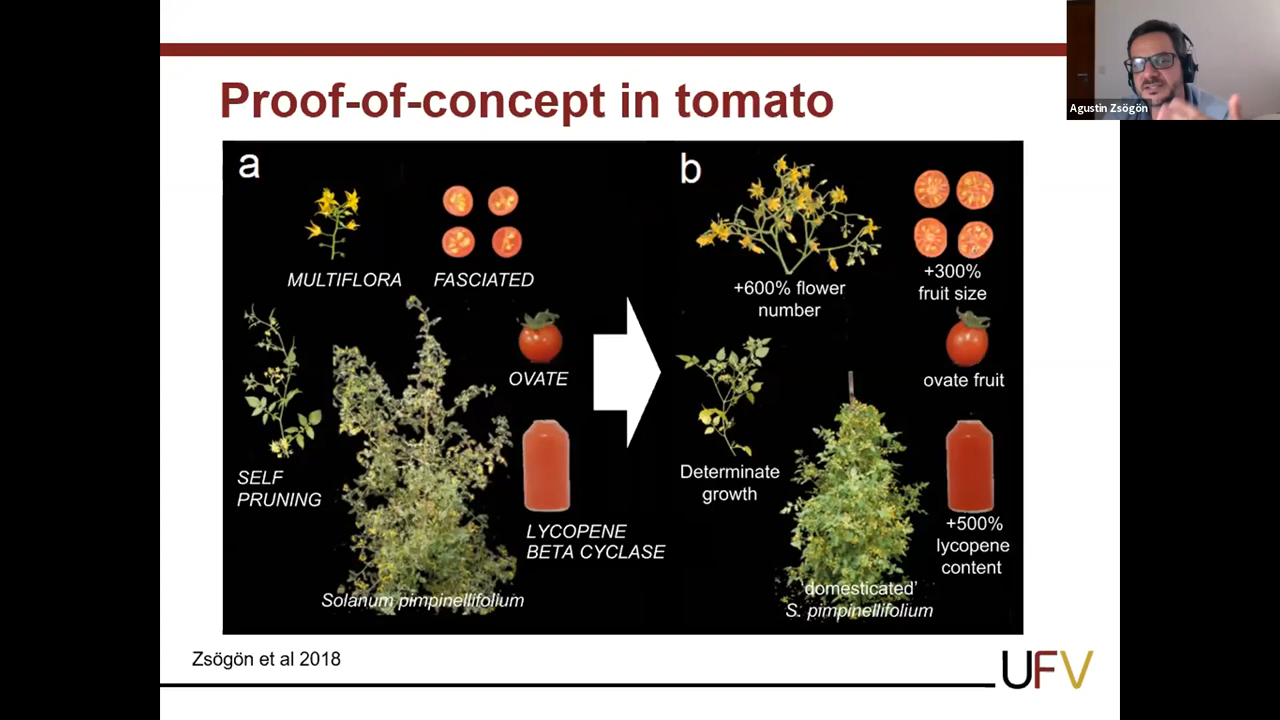 Proof-of-concept in tomato
Agustin Zsögön
a
MULTIFLORA
FASCIATED
SELF
PRUNING
OVATE
LYCOPENE
BETA CYCLASE
Solanum pimpinellifolium
b
+600% flower
number
+300%
fruit size
ovate fruit
Determinate
growth
+500%
lycopene
content
'domesticated'
S. pimpinellifolium
Zsögön et al 2018
UFV